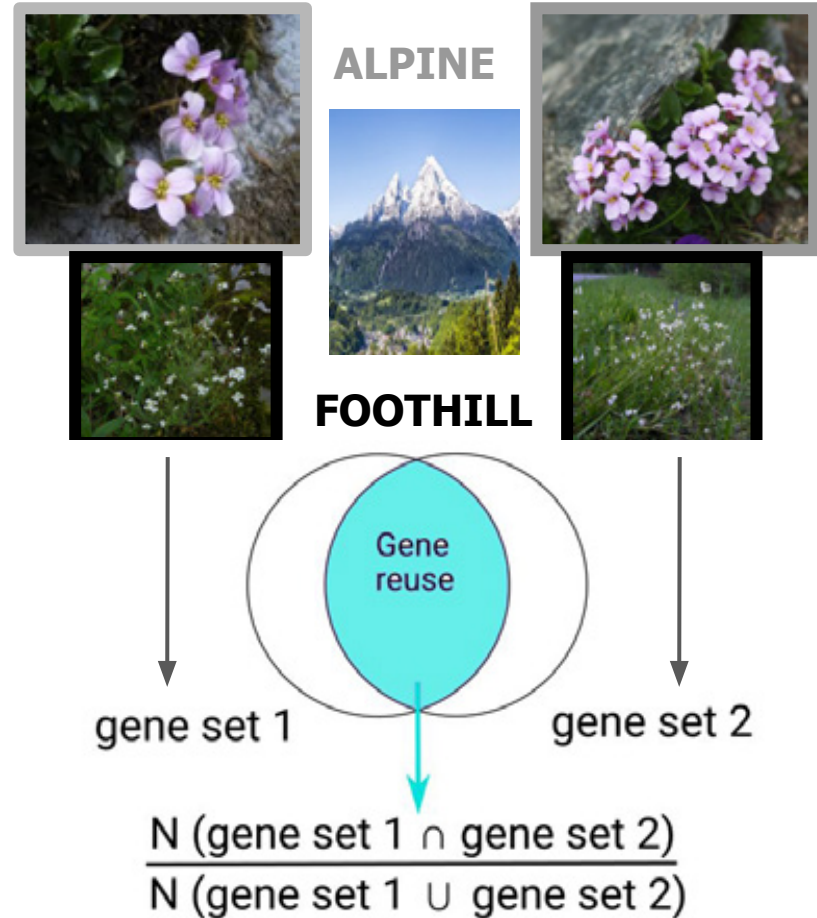 ALPINE
FOOTHILL
Gene
reuse
gene set 1
gene set 2
N (gene set 1 ∩ gene set 2)
N (gene set 1 ∪ gene set 2)